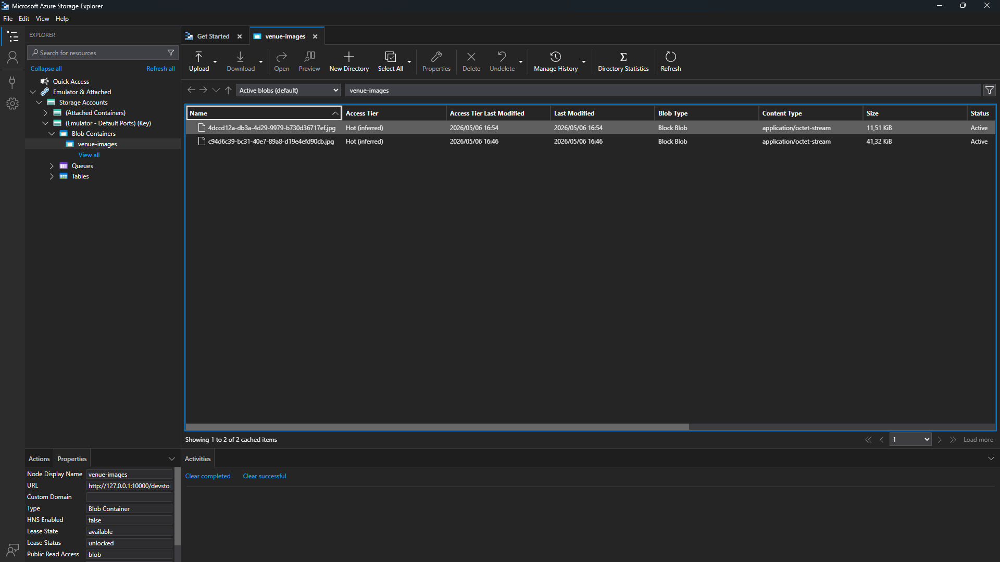 Microsoft Azure Storage Explorer
File Edit View Help
EXPLORER
Search for resources
Collapse all Refresh all
Quick Access
Emulator & Attached
Storage Accounts
(Attached Containers)
(Emulator - Default Ports) (Key)
Blob Containers
venue-images
View all
Queues
Tables
Get Started venue-images
Upload Download Open Preview New Directory Select All Properties Delete Undelete Manage History Directory Statistics Refresh
Active blobs (default) venue-images
Name Access Tier Access Tier Last Modified Last Modified Blob Type Content Type Size Status
4dccd12a-db3a-4d29-9979-b730d36717ef.jpg Hot (inferred) 2026/05/06 16:54 2026/05/06 16:54 Block Blob application/octet-stream 11,51 KiB Active
c94d6c39-bc31-40e7-89a8-d19e4efd90cb.jpg Hot (inferred) 2026/05/06 16:46 2026/05/06 16:46 Block Blob application/octet-stream 41,32 KiB Active
Showing 1 to 2 of 2 cached items 1 Load more
Actions Properties
Node Display Name venue-images
URL http://127.0.0.1:10000/devstor
Custom Domain
Type Blob Container
HNS Enabled false
Lease State available
Lease Status unlocked
Public Read Access blob
Activities
Clear completed Clear successful